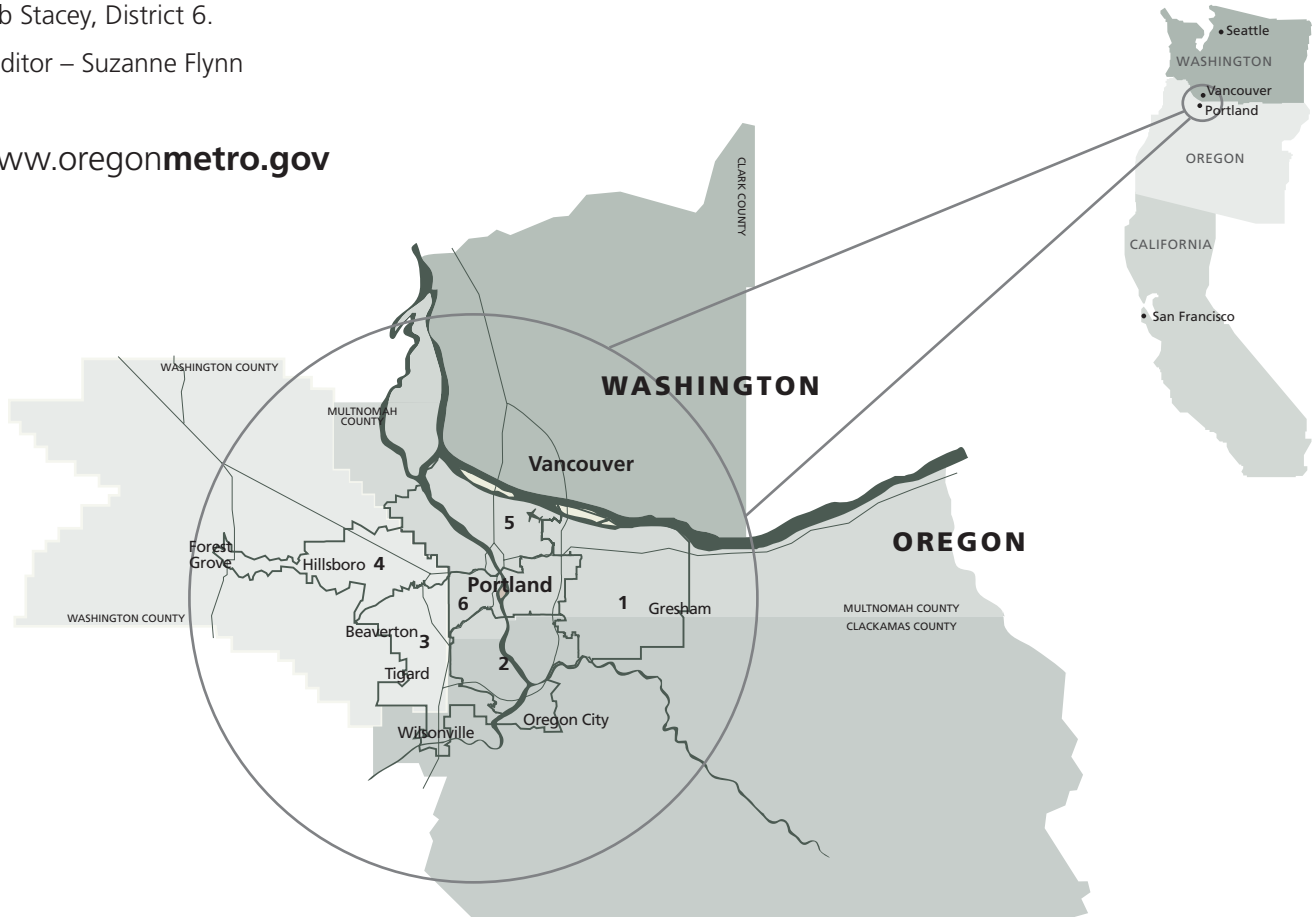 b Stacey, District 6.
ditor – Suzanne Flynn
ww.oregonmetro.gov
Seattle
WASHINGTON
Vancouver
Portland
OREGON
CALIFORNIA
San Francisco
CLARK COUNTY
WASHINGTON COUNTY
MULTNOMAH
COUNTY
WASHINGTON
Vancouver
OREGON
5
Forest
Grove
Hillsboro 4
Portland
6
1
Gresham
WASHINGTON COUNTY
MULTNOMAH COUNTY
CLACKAMAS COUNTY
Beaverton
3
2
Tigard
Oregon City
Wilsonville